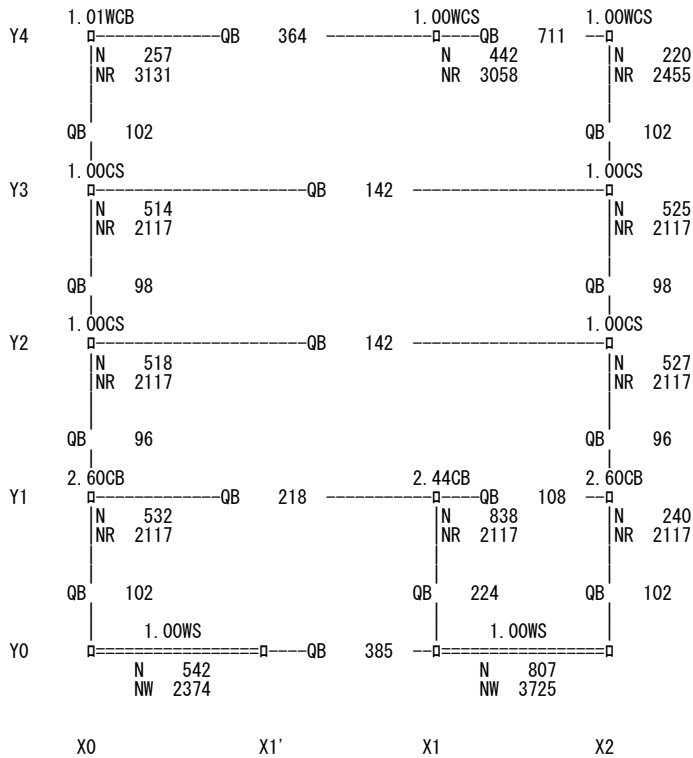 1.01WCB 1.00WCS 1.00WCS
Y4 QB 364 QB 711
N 257 N 442 N 220
NR 3131 NR 3058 NR 2455
QB 102 QB 102
1.00CS 1.00CS
Y3 QB 142
N 514 N 525
NR 2117 NR 2117
QB 98 QB 98
1.00CS 1.00CS
Y2 QB 142
N 518 N 527
NR 2117 NR 2117
QB 96 QB 96
2.60CB 2.44CB 2.60CB
Y1 QB 218 QB 108
N 532 N 838 N 240
NR 2117 NR 2117 NR 2117
QB 102 QB 224 QB 102
1.00WS 1.00WS
Y0 QB 385
N 542 N 807
NW 2374 NW 3725
X0 X1' X1 X2